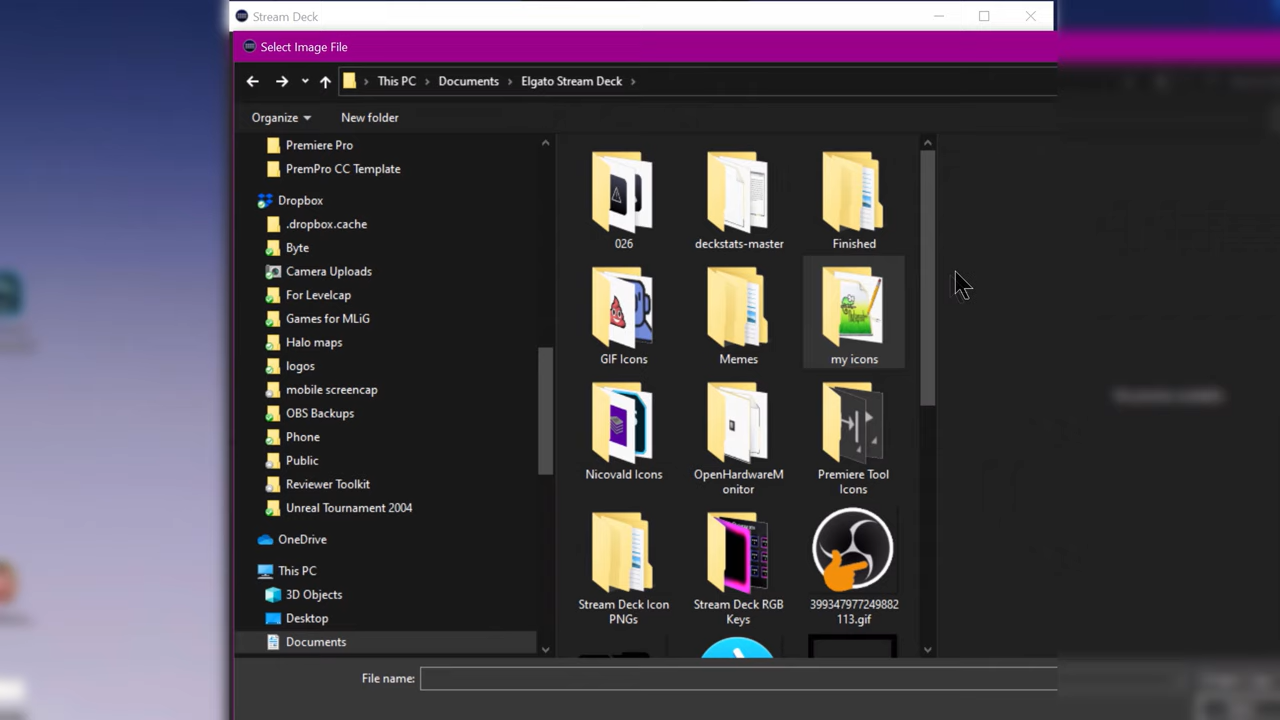 Stream Deck
Select Image File
This PC
Documents
Elgato Stream Deck
Organize
New folder
Premiere Pro
PremPro CC Template
Dropbox
.dropbox.cache
Byte
Camera Uploads
For Levelcap
Games for MLiG
Halo maps
logos
mobile screencap
OBS Backups
Phone
Public
Reviewer Toolkit
Unreal Tournament 2004
OneDrive
This PC
3D Objects
Desktop
Documents
026
deckstats-master
Finished
GIF Icons
Memes
my icons
Nicovald Icons
OpenHardwareM
onitor
Premiere Tool
Icons
Stream Deck Icon
PNGs
Stream Deck RGB
Keys
399347977249882
113.gif
File name: